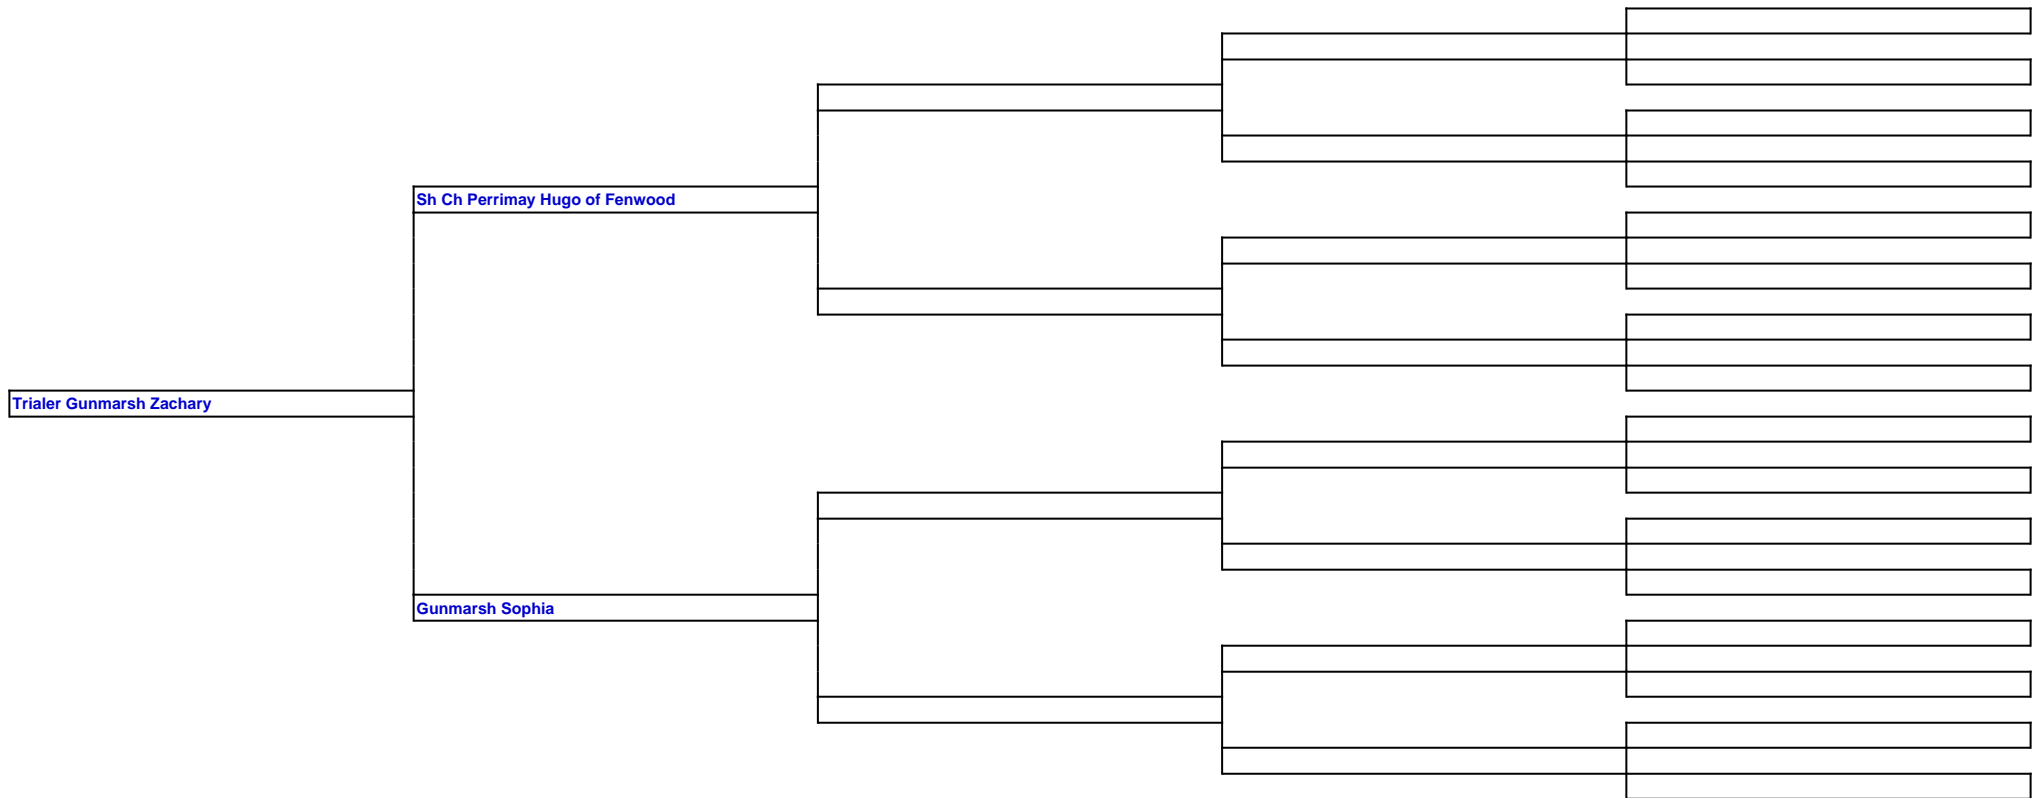 Sh Ch Perrimay Hugo of Fenwood
Trialer Gunmarsh Zachary
Gunmarsh Sophia